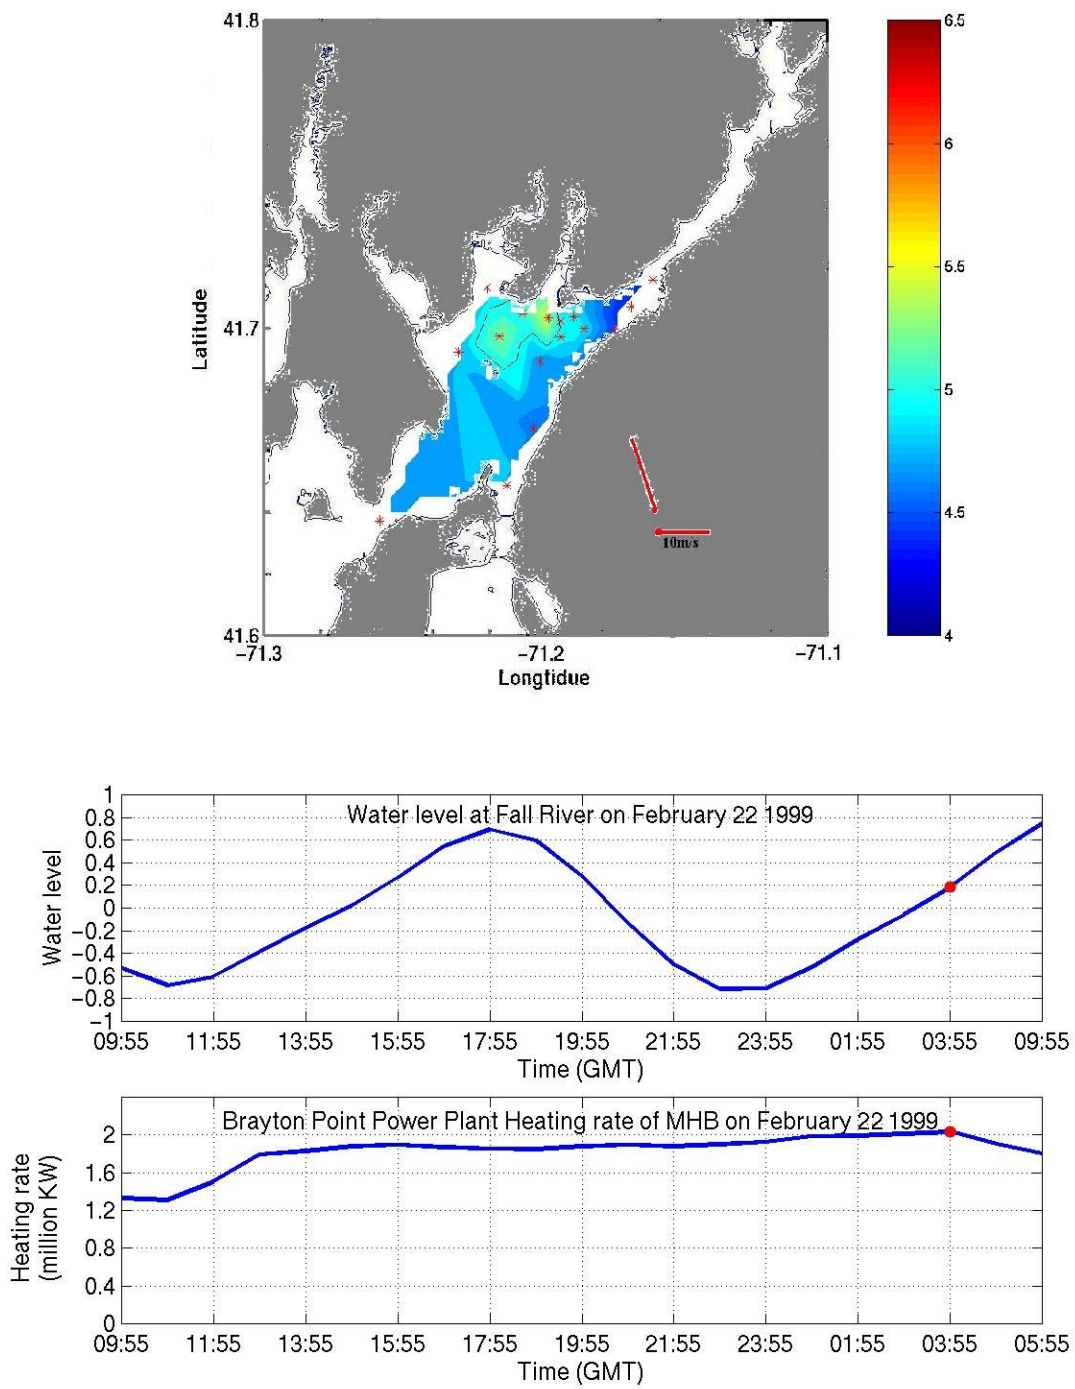 41.8
41.7
41.6
Latitude
-71.3
-71.2
-71.1
Longtidue
10m/s
6.5
6
5.5
5
4.5
4
Water level at Fall River on February 22 1999
1
0.8
0.6
0.4
0.2
0
-0.2
-0.4
-0.6
-0.8
-1
Water level
09:55 11:55 13:55 15:55 17:55 19:55 21:55 23:55 01:55 03:55 09:55
Time (GMT)
Brayton Point Power Plant Heating rate of MHB on February 22 1999
2
1.6
1.2
0.8
0.4
0
Heating rate
(million KW)
09:55 11:55 13:55 15:55 17:55 19:55 21:55 23:55 01:55 03:55 05:55
Time (GMT)